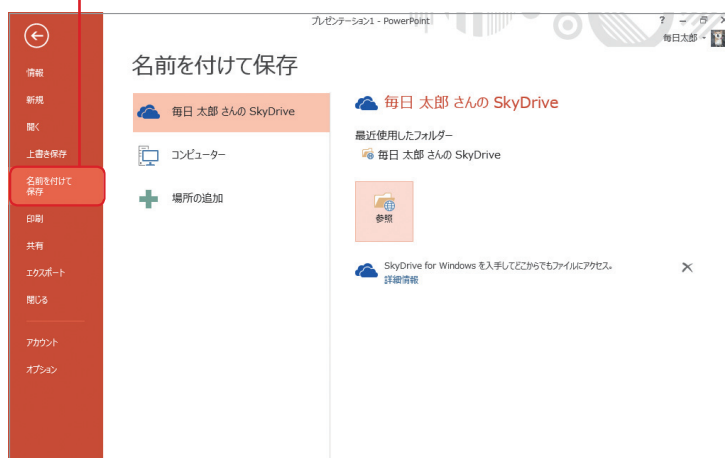 プレゼンテーション1 - PowerPoint
?
毎日太郎
情報
新規
開く
上書き保存
名前を付けて
保存
印刷
共有
エクスポート
閉じる
アカウント
オプション
名前を付けて保存
毎日 太郎 さんの SkyDrive
コンピューター
場所の追加
毎日 太郎 さんの SkyDrive
最近使用したフォルダー
毎日 太郎 さんの SkyDrive
参照
SkyDrive for Windows を入手してどこからでもファイルにアクセス。
詳細情報